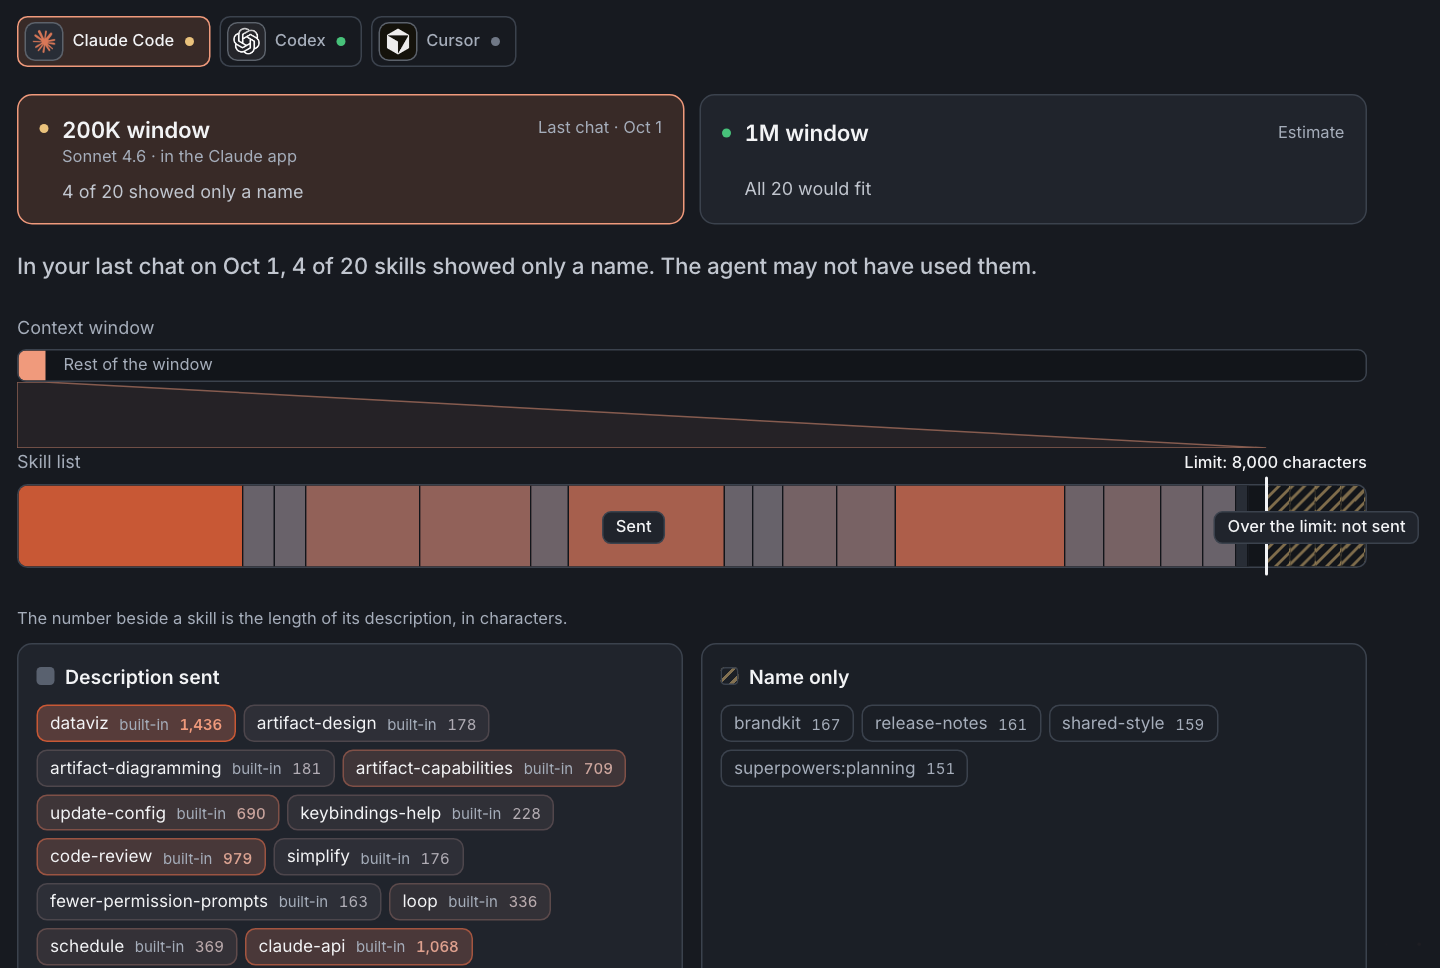 Claude Code
Codex
Cursor
200K window
Last chat · Oct 1
Sonnet 4.6 · in the Claude app
4 of 20 showed only a name
1M window
Estimate
All 20 would fit
In your last chat on Oct 1, 4 of 20 skills showed only a name. The agent may not have used them.
Context window
Rest of the window
Skill list
Limit: 8,000 characters
Sent
Over the limit: not sent
The number beside a skill is the length of its description, in characters.
Description sent
dataviz built-in 1,436
artifact-design built-in 178
artifact-diagramming built-in 181
artifact-capabilities built-in 709
update-config built-in 690
keybindings-help built-in 228
code-review built-in 979
simplify built-in 176
fewer-permission-prompts built-in 163
loop built-in 336
schedule built-in 369
claude-api built-in 1,068
Name only
brandkit 167
release-notes 161
shared-style 159
superpowers:planning 151